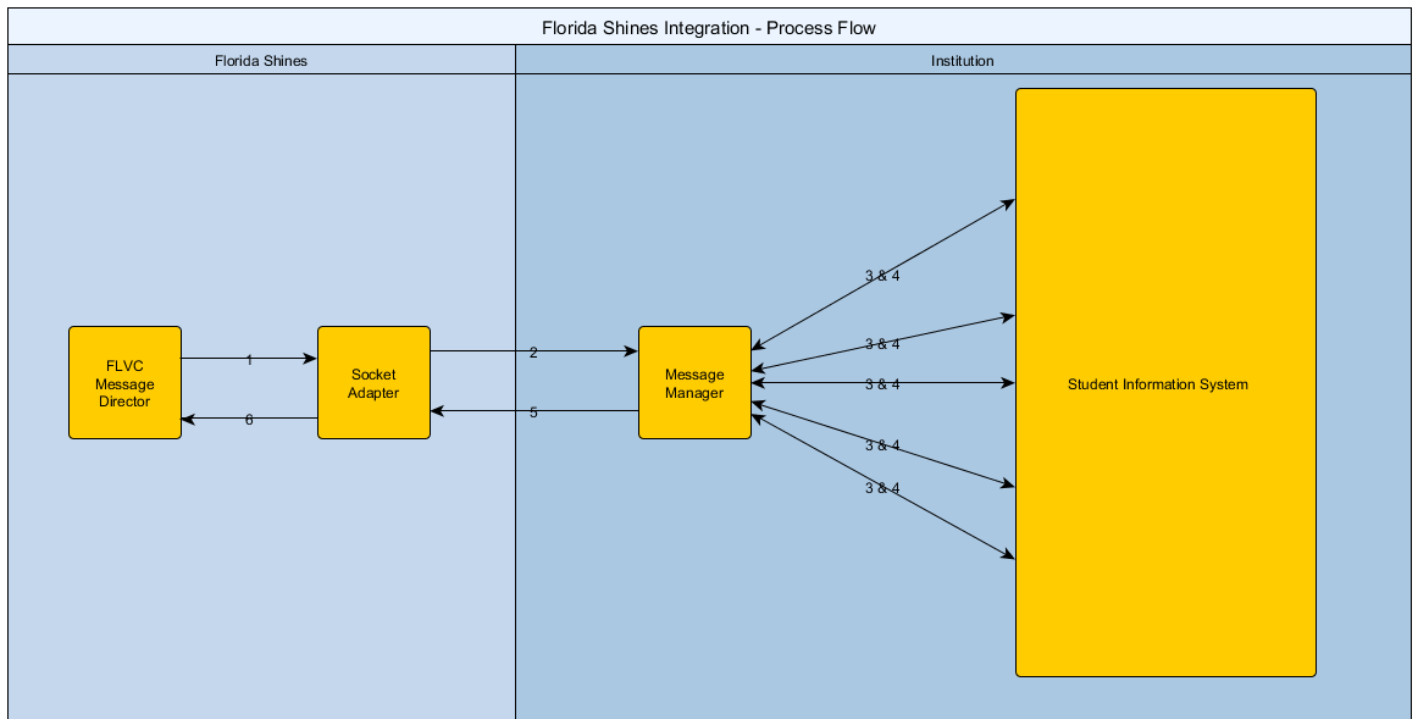 Florida Shines Integration - Process Flow
Florida Shines
Institution
FLVC
Message
Director
1
6
Socket
Adapter
2
5
Message
Manager
3 & 4
3 & 4
3 & 4
3 & 4
3 & 4
Student Information System